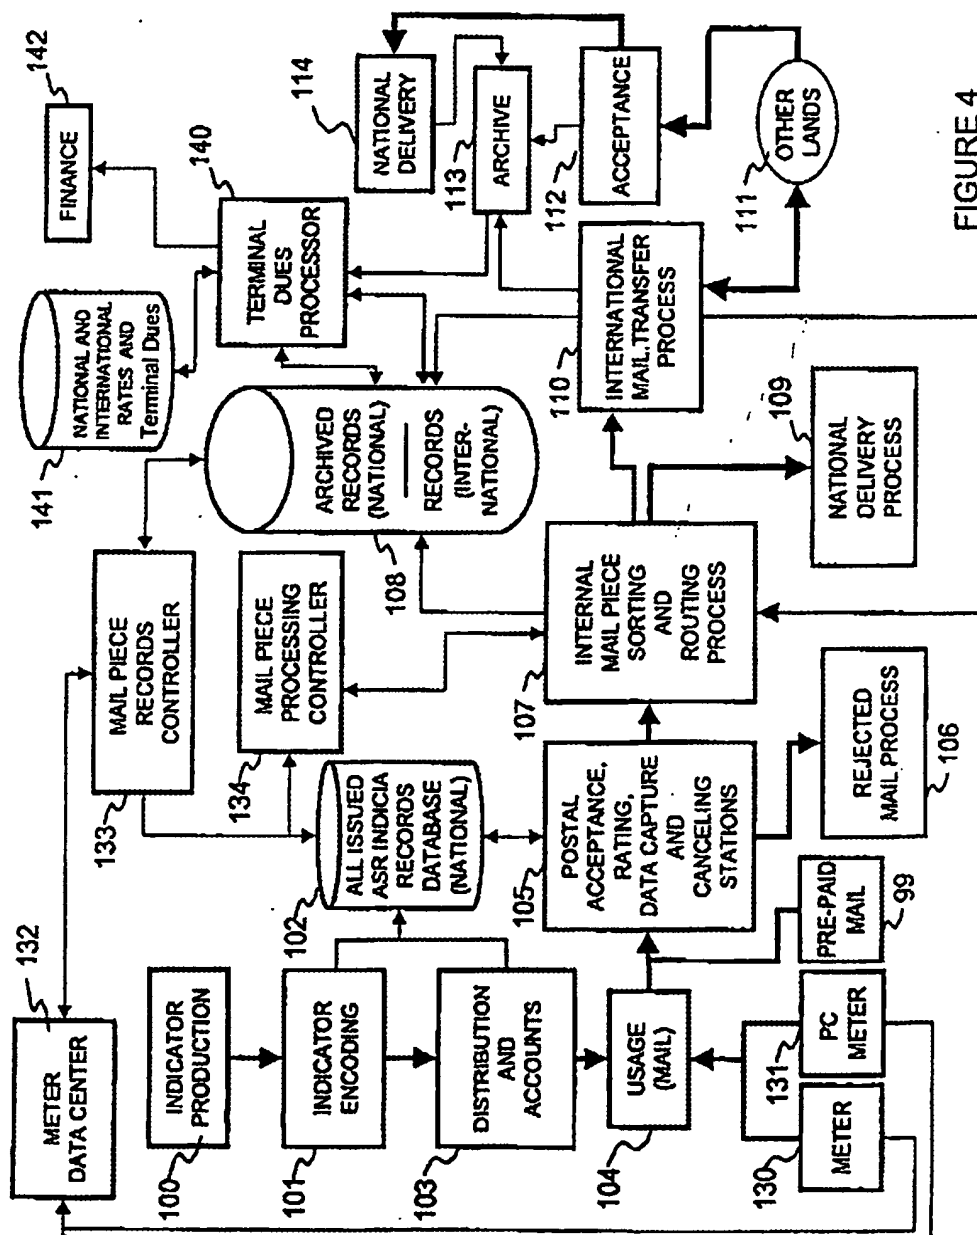 METER
DATA CENTER
132
INDICATOR
PRODUCTION
100
INDICATOR
ENCODING
101
DISTRIBUTION
AND
ACCOUNTS
103
USAGE
(MAIL)
104
METER
130
PC
METER
131
PRE-PAID
MAIL
99
MAIL PIECE
RECORDS
CONTROLLER
133
MAIL PIECE
PROCESSING
CONTROLLER
134
ALL ISSUED
ASR INDICIA
RECORDS
DATABASE
(NATIONAL)
102
POSTAL
ACCEPTANCE,
RATING,
DATA CAPTURE
AND
CANCELING
STATIONS
105
REJECTED
MAIL PROCESS
106
INTERNAL
MAIL PIECE
SORTING
AND
ROUTING
PROCESS
107
ARCHIVED
RECORDS
(NATIONAL)
RECORDS
(INTER-
NATIONAL)
108
NATIONAL
DELIVERY
PROCESS
109
NATIONAL AND
INTERNATIONAL
RATES AND
Terminal Dues
141
FINANCE
142
TERMINAL
DUES
PROCESSOR
140
INTERNATIONAL
MAIL.TRANSFER
PROCESS
110
NATIONAL
DELIVERY
114
ARCHIVE
113
ACCEPTANCE
112
OTHER
LANDS
111
FIGURE 4